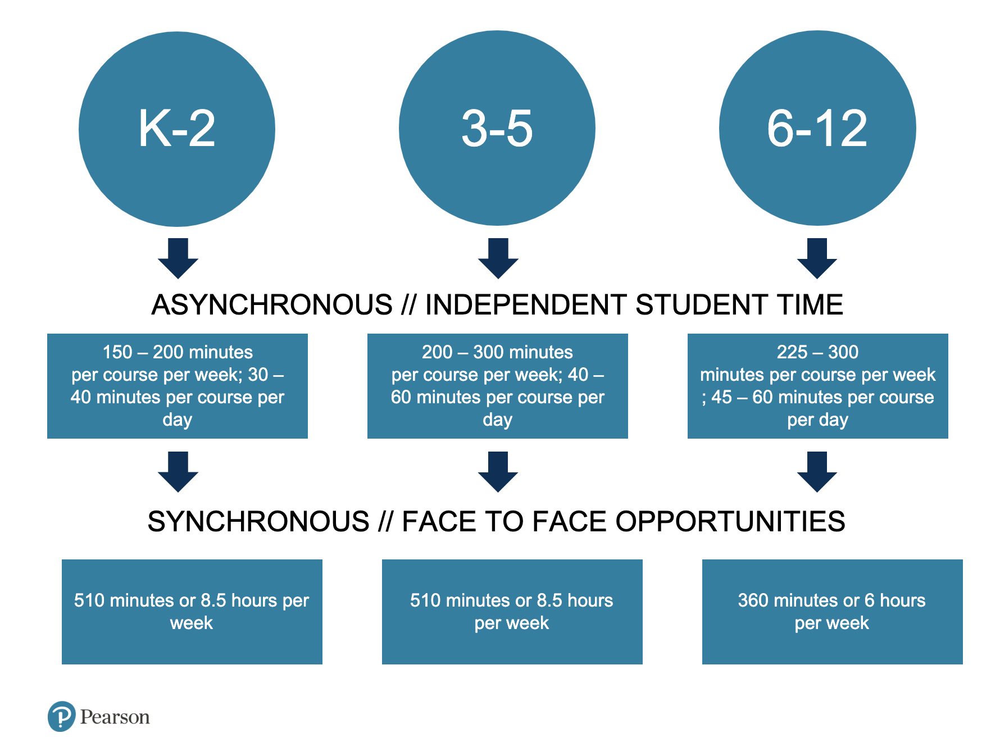 K-2
3-5
6-12
ASYNCHRONOUS // INDEPENDENT STUDENT TIME
150 – 200 minutes
per course per week; 30 –
40 minutes per course per
day
200 – 300 minutes
per course per week; 40 –
60 minutes per course per
day
225 – 300
minutes per course per week
; 45 – 60 minutes per course
per day
SYNCHRONOUS // FACE TO FACE OPPORTUNITIES
510 minutes or 8.5 hours per
week
510 minutes or 8.5 hours
per week
360 minutes or 6 hours
per week
Pearson